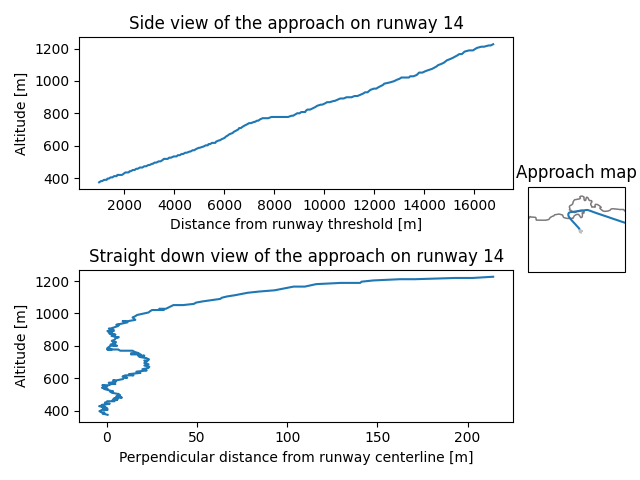 Side view of the approach on runway 14
Altitude [m]
1200
1000
800
600
400
2000 4000 6000 8000 10000 12000 14000 16000
Distance from runway threshold [m]
Approach map
Straight down view of the approach on runway 14
Altitude [m]
1200
1000
800
600
400
0 50 100 150 200
Perpendicular distance from runway centerline [m]